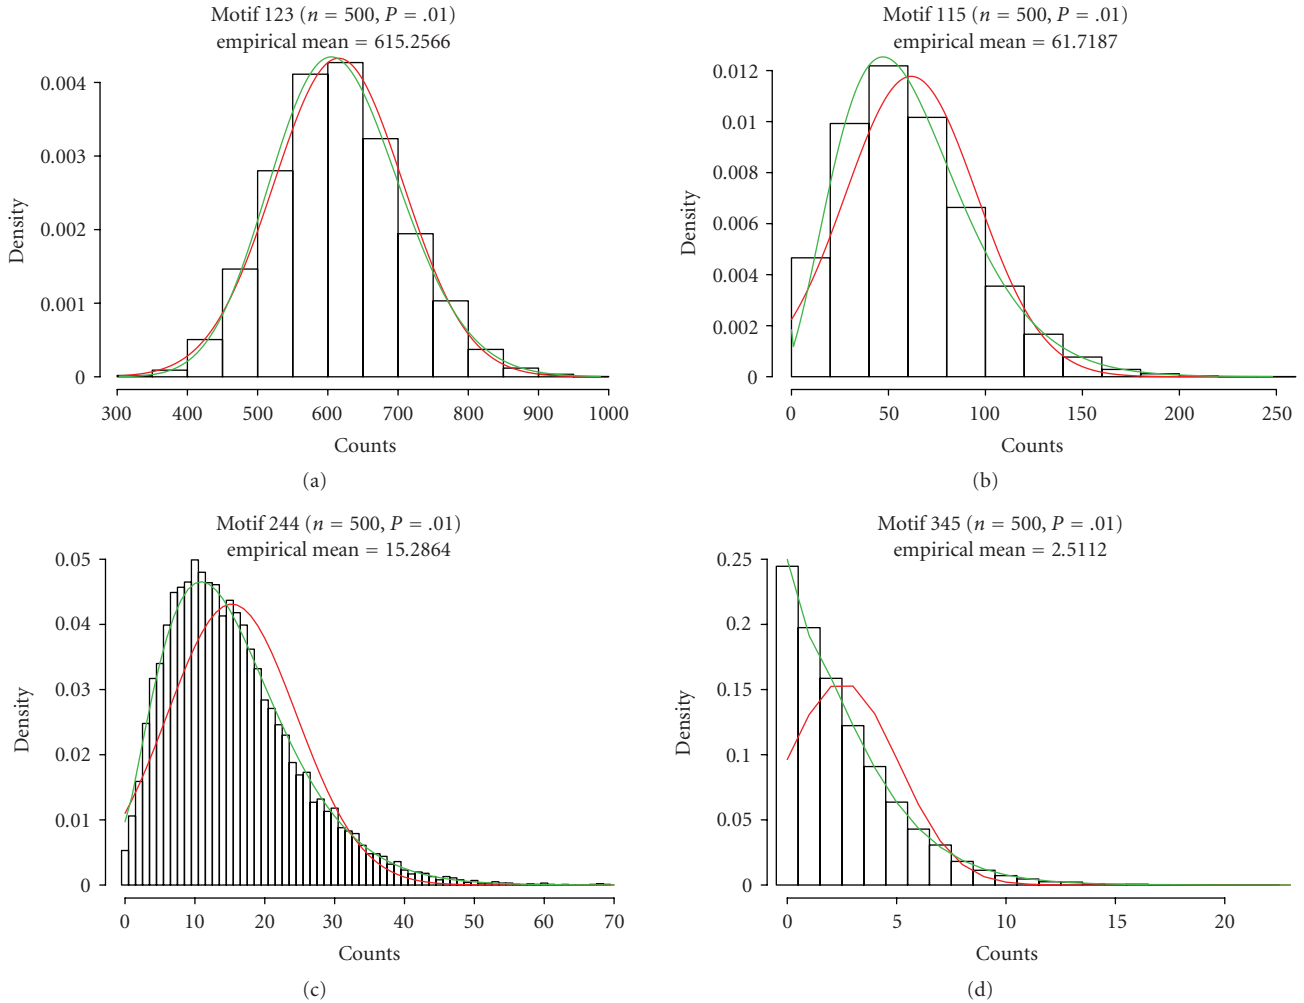 Motif 123 (n = 500, P = .01)
empirical mean = 615.2566
0.004
0.003
0.002
0.001
0
Density
300 400 500 600 700 800 900 1000
Counts
(a)
Motif 115 (n = 500, P = .01)
empirical mean = 61.7187
0.012
0.01
0.008
0.006
0.004
0.002
0
Density
0 50 100 150 200 250
Counts
(b)
Motif 244 (n = 500, P = .01)
empirical mean = 15.2864
0.05
0.04
0.03
0.02
0.01
0
Density
0 10 20 30 40 50 60 70
Counts
(c)
Motif 345 (n = 500, P = .01)
empirical mean = 2.5112
0.25
0.2
0.15
0.1
0.05
0
Density
0 5 10 15 20
Counts
(d)